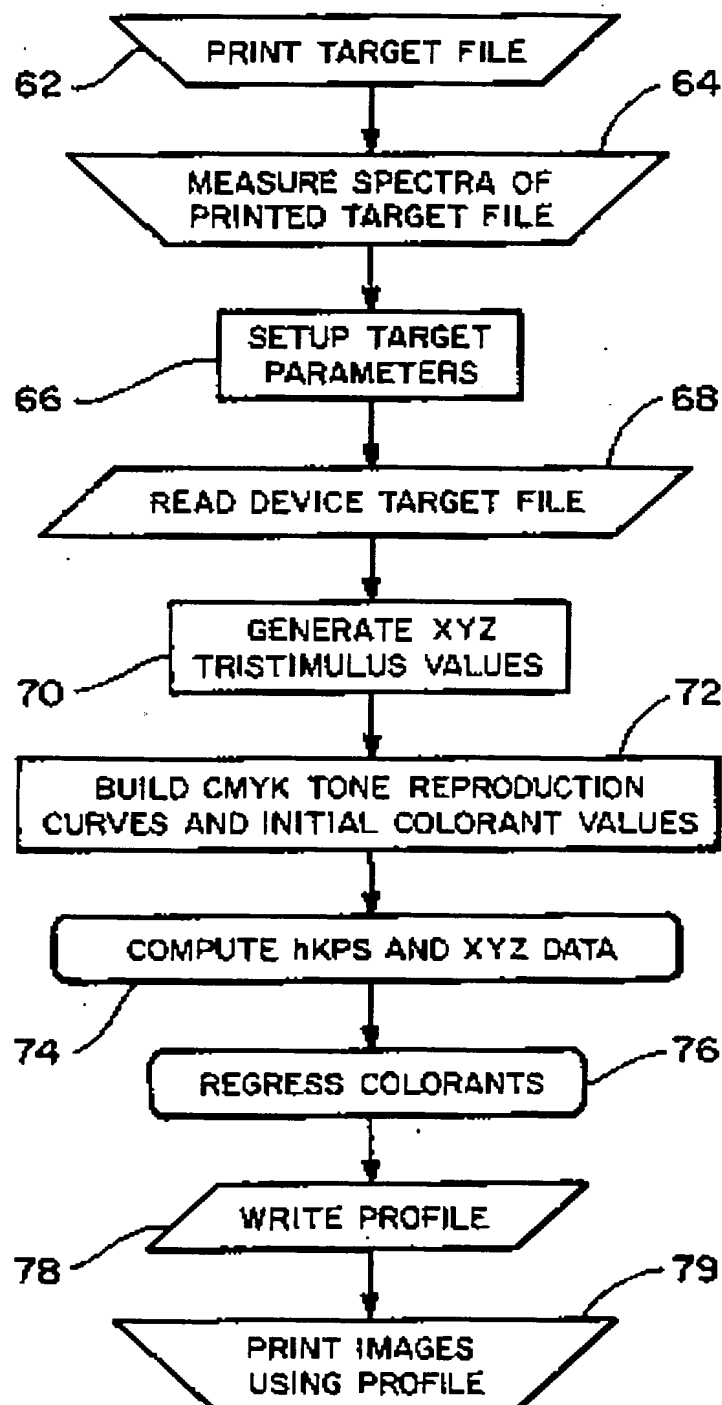 PRINT TARGET FILE
62
64
MEASURE SPECTRA OF
PRINTED TARGET FILE
SETUP TARGET
PARAMETERS
66
68
READ DEVICE TARGET FILE
GENERATE XYZ
TRISTIMULUS VALUES
70
72
BUILD CMYK TONE REPRODUCTION
CURVES AND INITIAL COLORANT VALUES
COMPUTE hKPS AND XYZ DATA
74
76
REGRESS COLORANTS
WRITE PROFILE
78
79
PRINT IMAGES
USING PROFILE